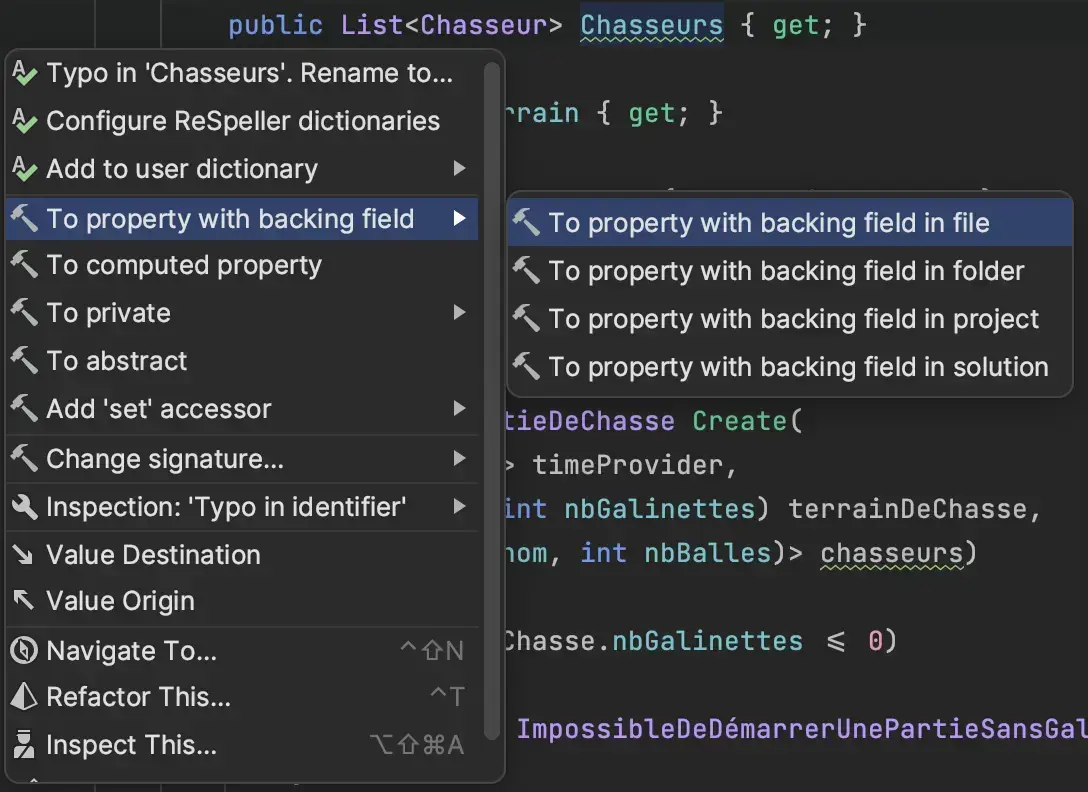 public List<Chasseur> Chasseurs { get; }
Typo in 'Chasseurs'. Rename to...
Configure ReSpeller dictionaries
rrain { get; }
Add to user dictionary
To property with backing field
To property with backing field in file
To computed property
To property with backing field in folder
To private
To property with backing field in project
To abstract
To property with backing field in solution
Add 'set' accessor
tieDeChasse Create(
Change signature...
> timeProvider,
Inspection: 'Typo in identifier'
int nbGalinettes) terrainDeChasse,
Value Destination
nom, int nbBalles)> chasseurs)
Value Origin
Navigate To... ^⇧N
Chasse.nbGalinettes ≤ 0)
Refactor This... ^T
Inspect This... ⌥⇧⌘A
ImpossibleDeDémarrerUnePartieSansGal